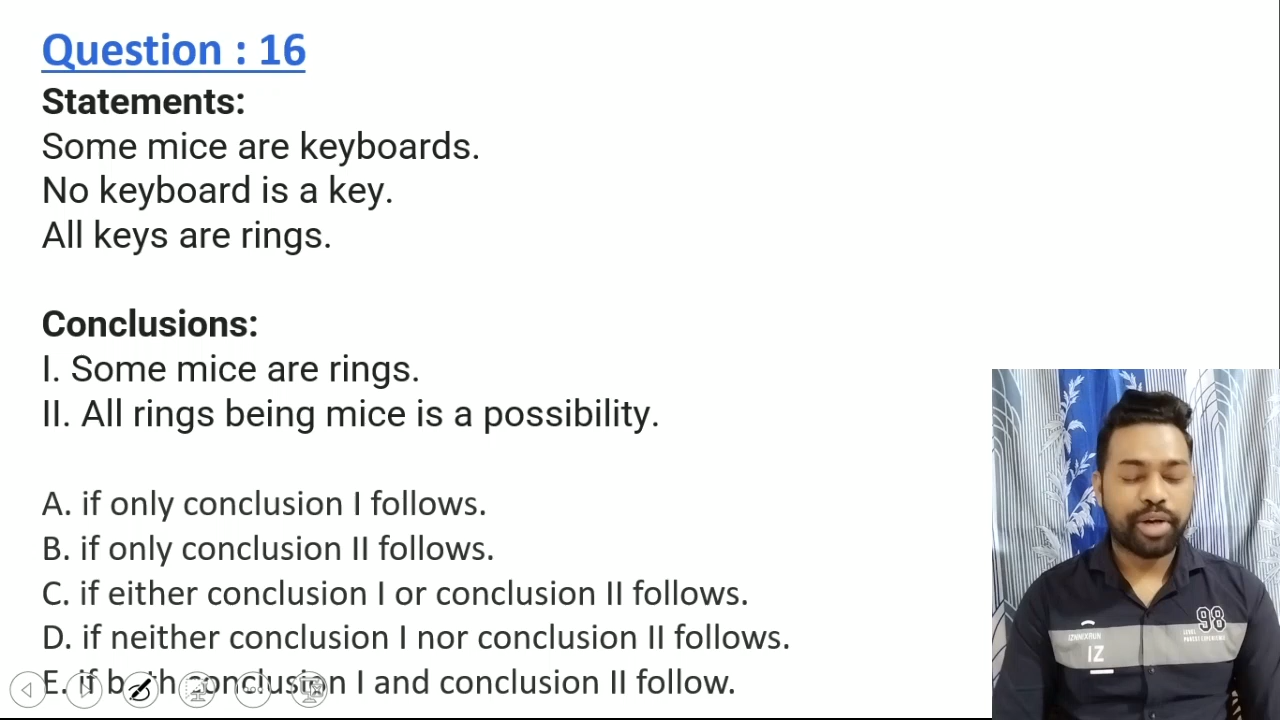 Question : 16
Statements:
Some mice are keyboards.
No keyboard is a key.
All keys are rings.
Conclusions:
I. Some mice are rings.
II. All rings being mice is a possibility.
A. if only conclusion I follows.
B. if only conclusion II follows.
C. if either conclusion I or conclusion II follows.
D. if neither conclusion I nor conclusion II follows.
E. if both conclusion I and conclusion II follow.
98
IZ